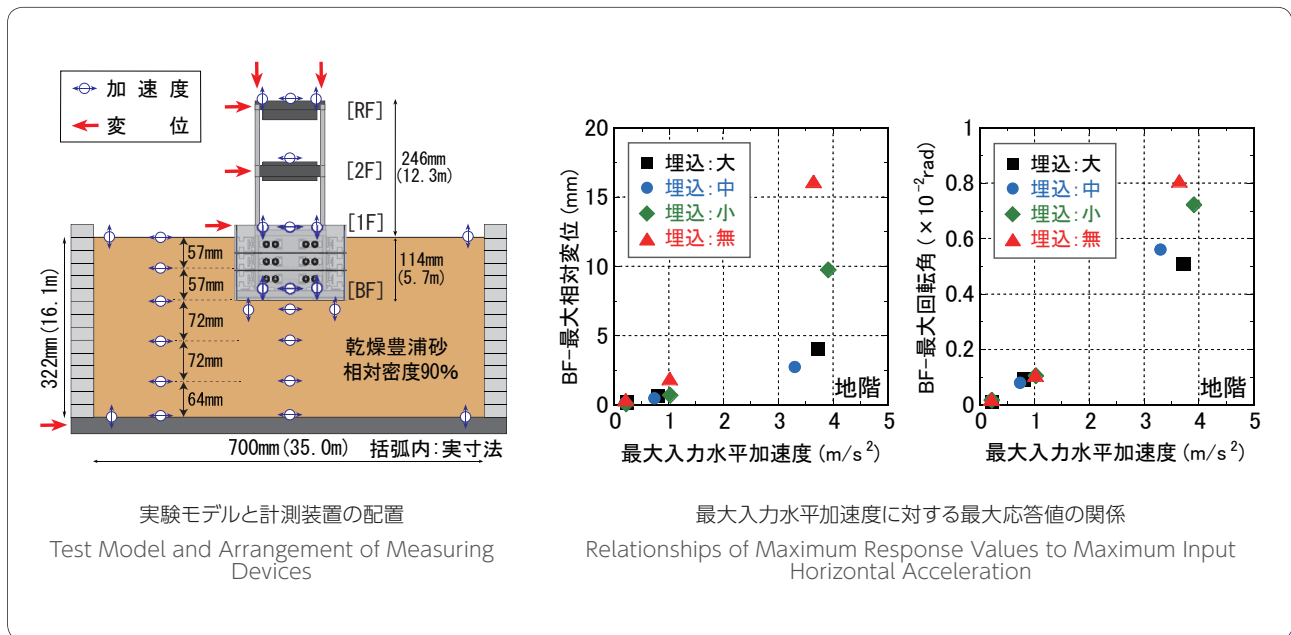 加速度
変位
[RF]
[2F]
[1F]
[BF]
246mm
(12.3m)
114mm
(5.7m)
57mm
57mm
72mm
72mm
64mm
322mm(16.1m)
乾燥豊浦砂
相対密度90%
700mm(35.0m) 括弧内:実寸法
実験モデルと計測装置の配置
Test Model and Arrangement of Measuring
Devices
BF-最大相対変位(mm)
20
15
10
5
0
埋込:大
埋込:中
埋込:小
埋込:無
地階
0 1 2 3 4 5
最大入力水平加速度(m/s²)
BF-最大回転角(×10⁻²rad)
1
0.8
0.6
0.4
0.2
0
埋込:大
埋込:中
埋込:小
埋込:無
地階
0 1 2 3 4 5
最大入力水平加速度(m/s²)
最大入力水平加速度に対する最大応答値の関係
Relationships of Maximum Response Values to Maximum Input
Horizontal Acceleration